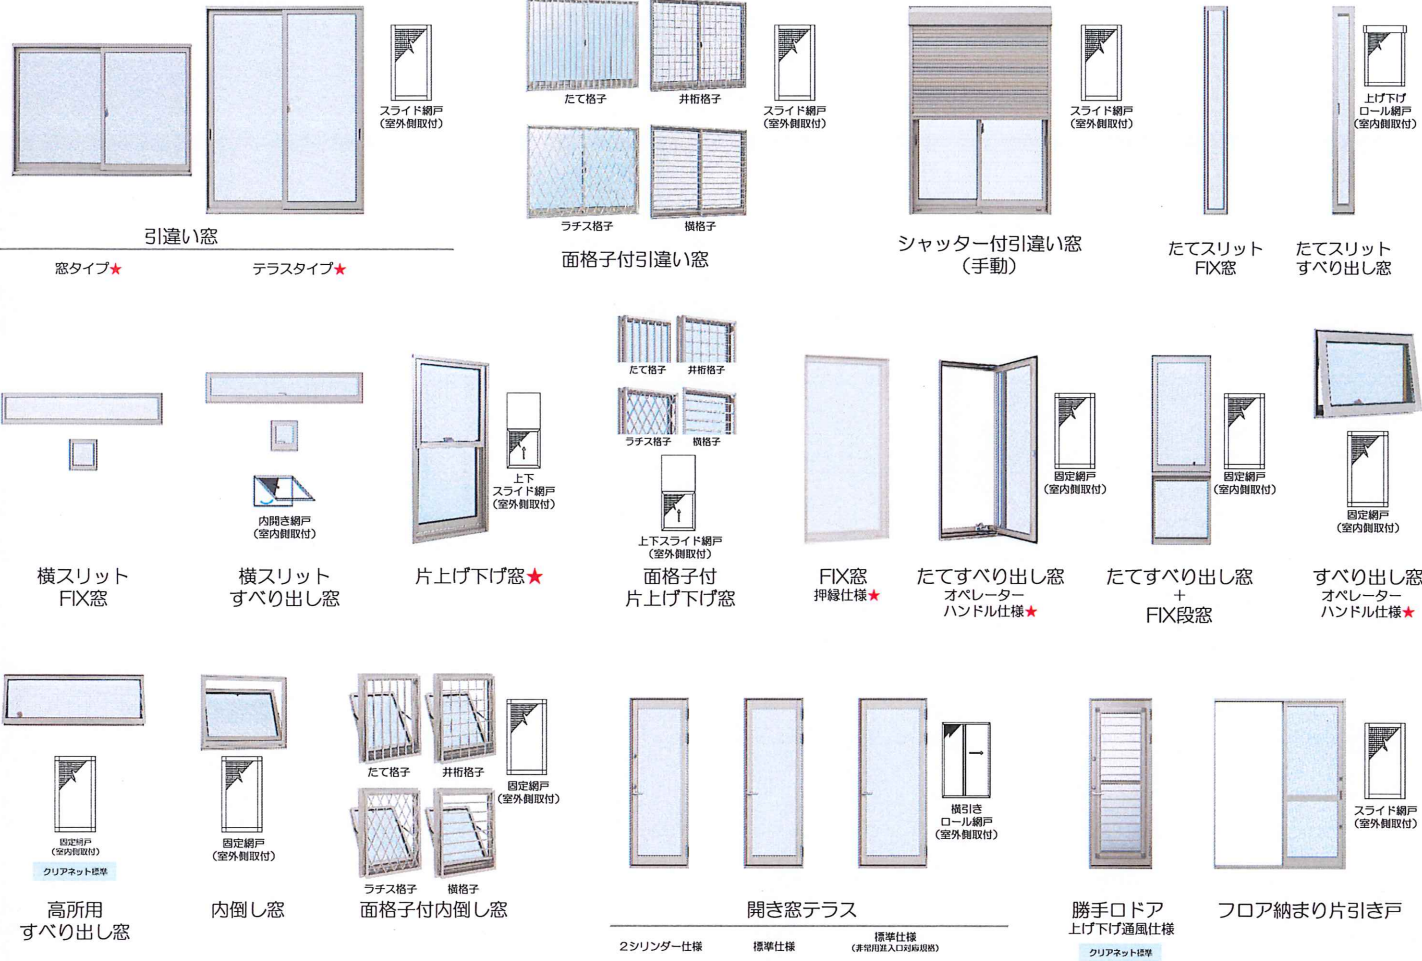 スライド網戸
(室外側取付)
引違い窓
窓タイプ★
テラスタイプ★
たて格子
井桁格子
ラチス格子
横格子
スライド網戸
(室外側取付)
面格子付引違い窓
スライド網戸
(室外側取付)
シャッター付引違い窓
(手動)
たてスリット
FIX窓
上げ下げ
ロール網戸
(室内側取付)
たてスリット
すべり出し窓
横スリット
FIX窓
内開き網戸
(室内側取付)
横スリット
すべり出し窓
上下
スライド網戸
(室外側取付)
片上げ下げ窓★
たて格子
井桁格子
ラチス格子
横格子
上下スライド網戸
(室外側取付)
面格子付
片上げ下げ窓
FIX窓
押縁仕様★
固定網戸
(室内側取付)
たてすべり出し窓
オペレーター
ハンドル仕様★
固定網戸
(室内側取付)
たてすべり出し窓
+
FIX段窓
固定網戸
(室内側取付)
すべり出し窓
オペレーター
ハンドル仕様★
固定網戸
(室内側取付)
クリアネット標準
高所用
すべり出し窓
固定網戸
(室外側取付)
内倒し窓
たて格子
井桁格子
ラチス格子
横格子
固定網戸
(室外側取付)
面格子付内倒し窓
横引き
ロール網戸
(室外側取付)
開き窓テラス
2シリンダー仕様
標準仕様
標準仕様
(非常用進入口対応規格)
勝手口ドア
上げ下げ通風仕様
クリアネット標準
スライド網戸
(室外側取付)
フロア納まり片引き戸